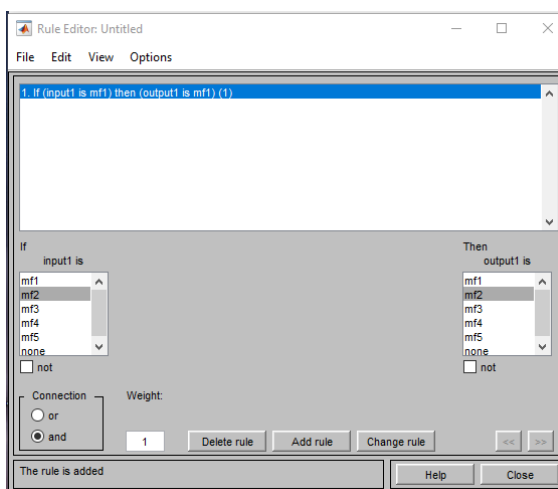 Rule Editor: Untitled
File Edit View Options
1. If (input1 is mf1) then (output1 is mf1) (1)
If
input1 is
mf1
mf2
mf3
mf4
mf5
none
not
Then
output1 is
mf1
mf2
mf3
mf4
mf5
none
not
Connection
or
and
Weight:
1
Delete rule
Add rule
Change rule
<<
>>
The rule is added
Help
Close